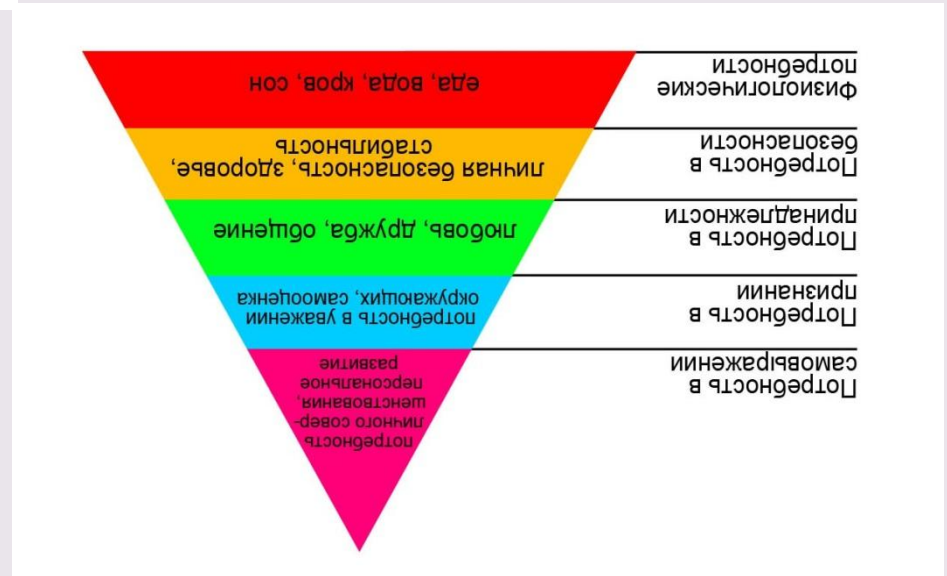 Потребность в
самовыражении
потребность
личного совер-
шенствования,
персональное
развитие
Потребность в
признании
потребность в уважении
окружающих, самооценка
Потребность в
принадлежности
любовь, дружба, общение
Потребность в
безопасности
личная безопасность, здоровье,
стабильность
Физиологические
потребности
еда, вода, кров, сон